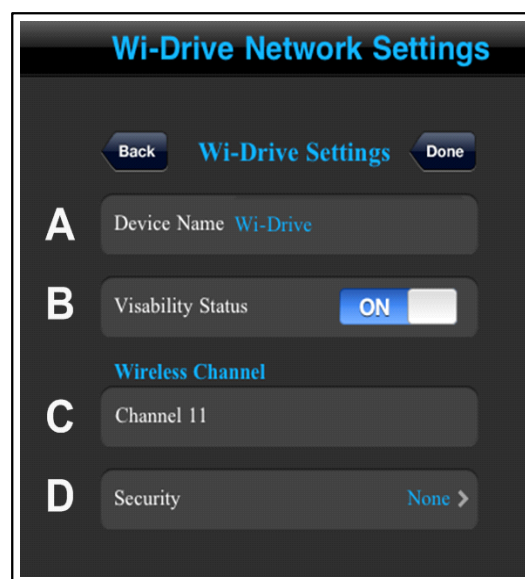 Wi-Drive Network Settings
Back Wi-Drive Settings Done
A Device Name Wi-Drive
B Visability Status ON
Wireless Channel
C Channel 11
D Security None